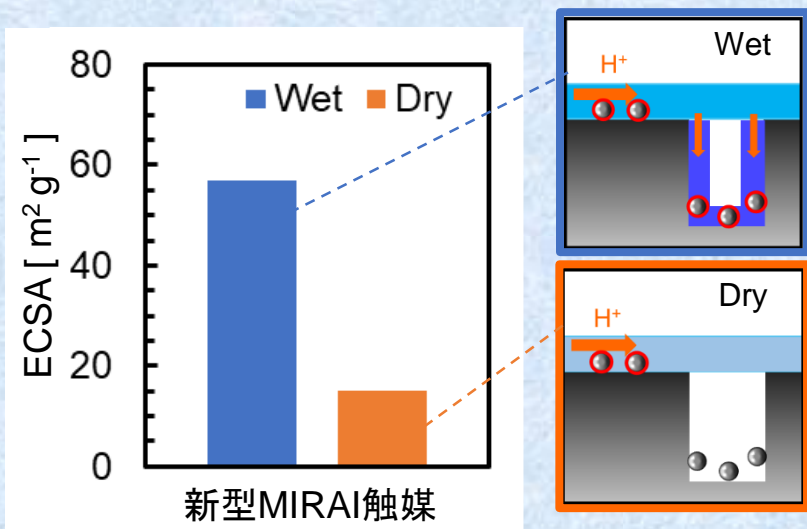 80
60
40
20
0
ECSA [ m² g⁻¹ ]
Wet
Dry
新型MIRAI触媒
Wet
H⁺
Dry
H⁺